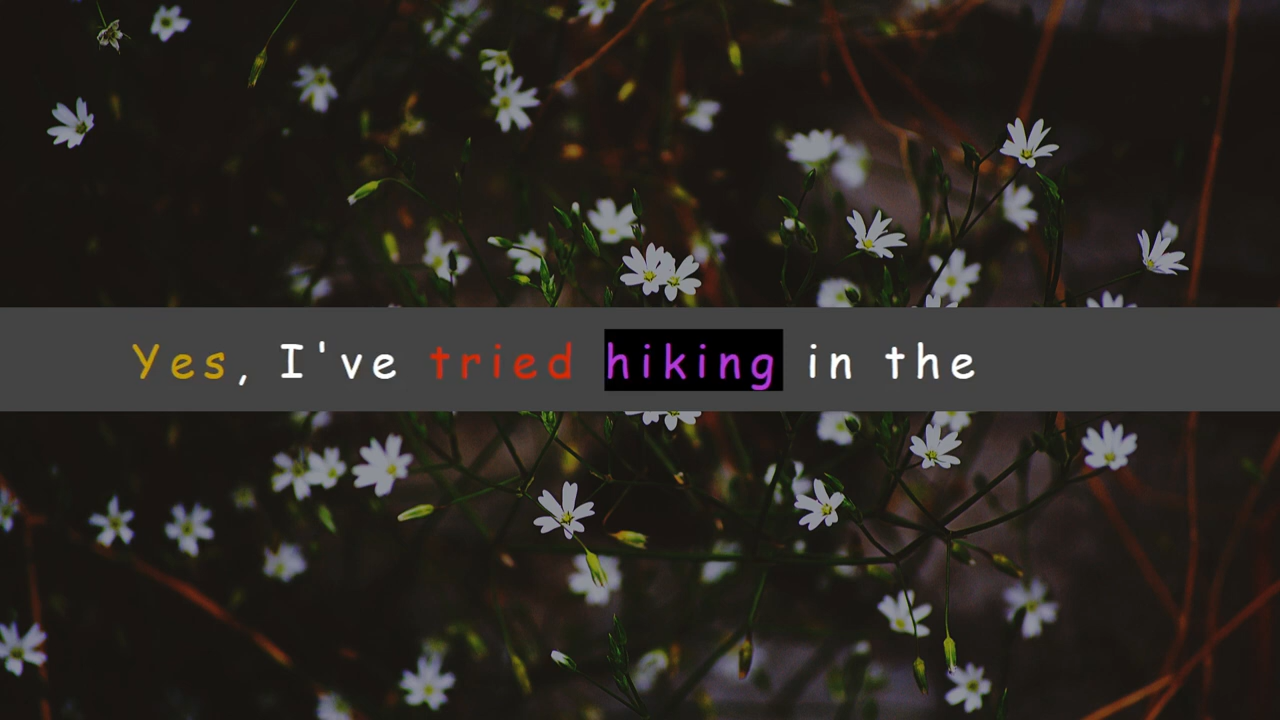 Yes, I've tried hiking in the